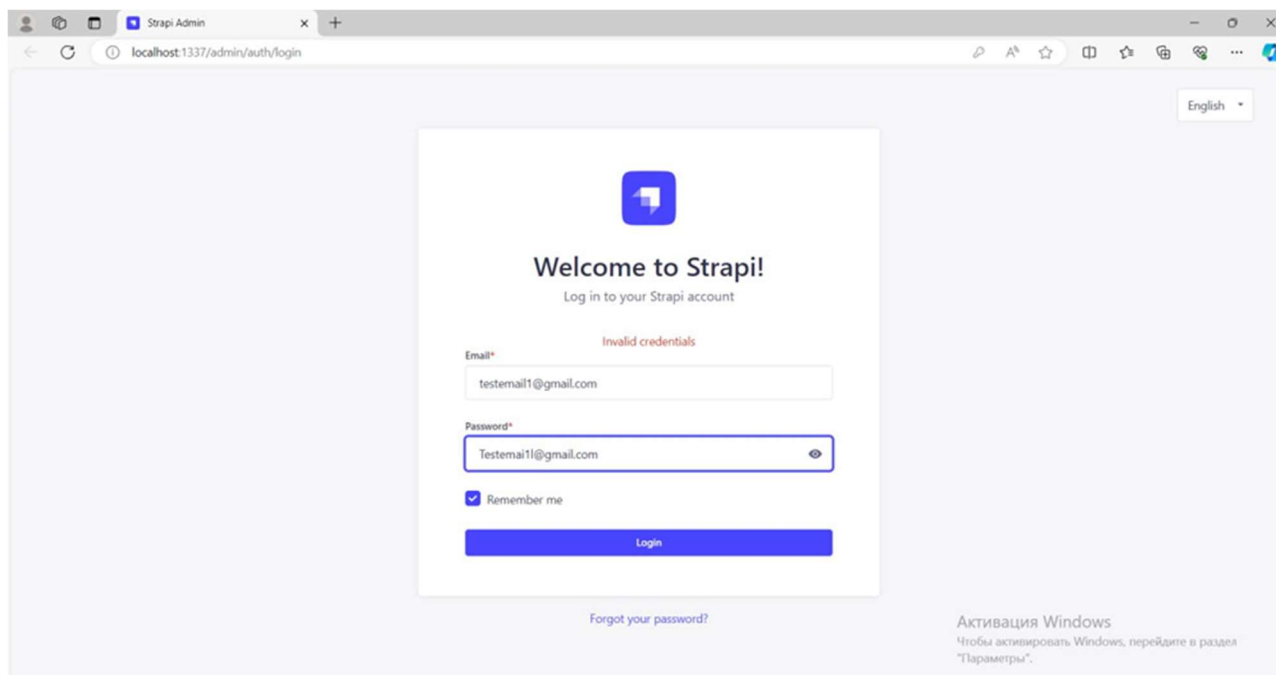 Strapi Admin
localhost:1337/admin/auth/login
English
Welcome to Strapi!
Log in to your Strapi account
Invalid credentials
Email*
testemail1@gmail.com
Password*
Testemai1l@gmail.com
Remember me
Login
Forgot your password?
Активация Windows
Чтобы активировать Windows, перейдите в раздел
"Параметры".